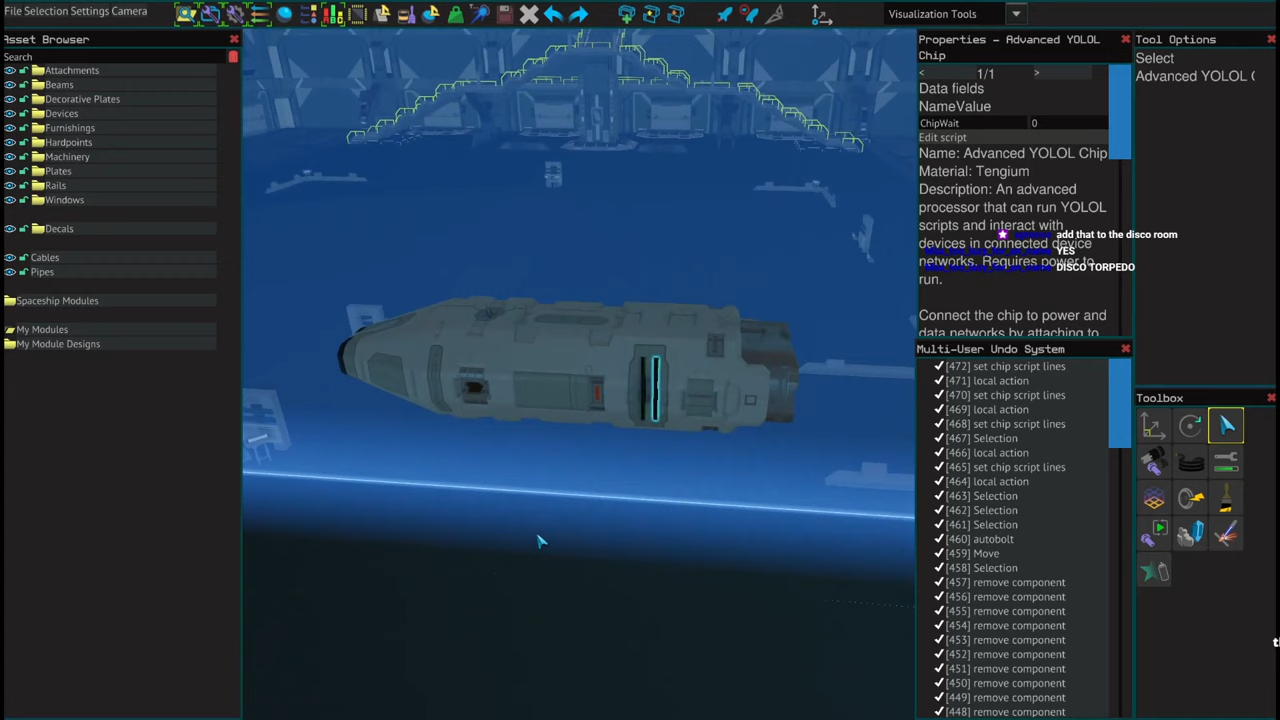 File Selection Settings Camera
Visualization Tools
Asset Browser
Search
Attachments
Beams
Decorative Plates
Devices
Furnishings
Hardpoints
Machinery
Plates
Rails
Windows
Decals
Cables
Pipes
Spaceship Modules
My Modules
My Module Designs
Properties - Advanced YOLOL
Chip
< 1/1 >
Data fields
NameValue
ChipWait 0
Edit script
Name: Advanced YOLOL Chip
Material: Tengium
Description: An advanced
processor that can run YOLOL
scripts and interact with
devices in connected device
networks. Requires power to
run.
Connect the chip to power and
data networks by attaching to
add that to the disco room
YES
DISCO TORPEDO
Multi-User Undo System
[472] set chip script lines
[471] local action
[470] set chip script lines
[469] local action
[468] set chip script lines
[467] Selection
[466] local action
[465] set chip script lines
[464] local action
[463] Selection
[462] Selection
[461] Selection
[460] autobolt
[459] Move
[458] Selection
[457] remove component
[456] remove component
[455] remove component
[454] remove component
[453] remove component
[452] remove component
[451] remove component
[450] remove component
[449] remove component
[448] remove component
Tool Options
Select
Advanced YOLOL (
Toolbox